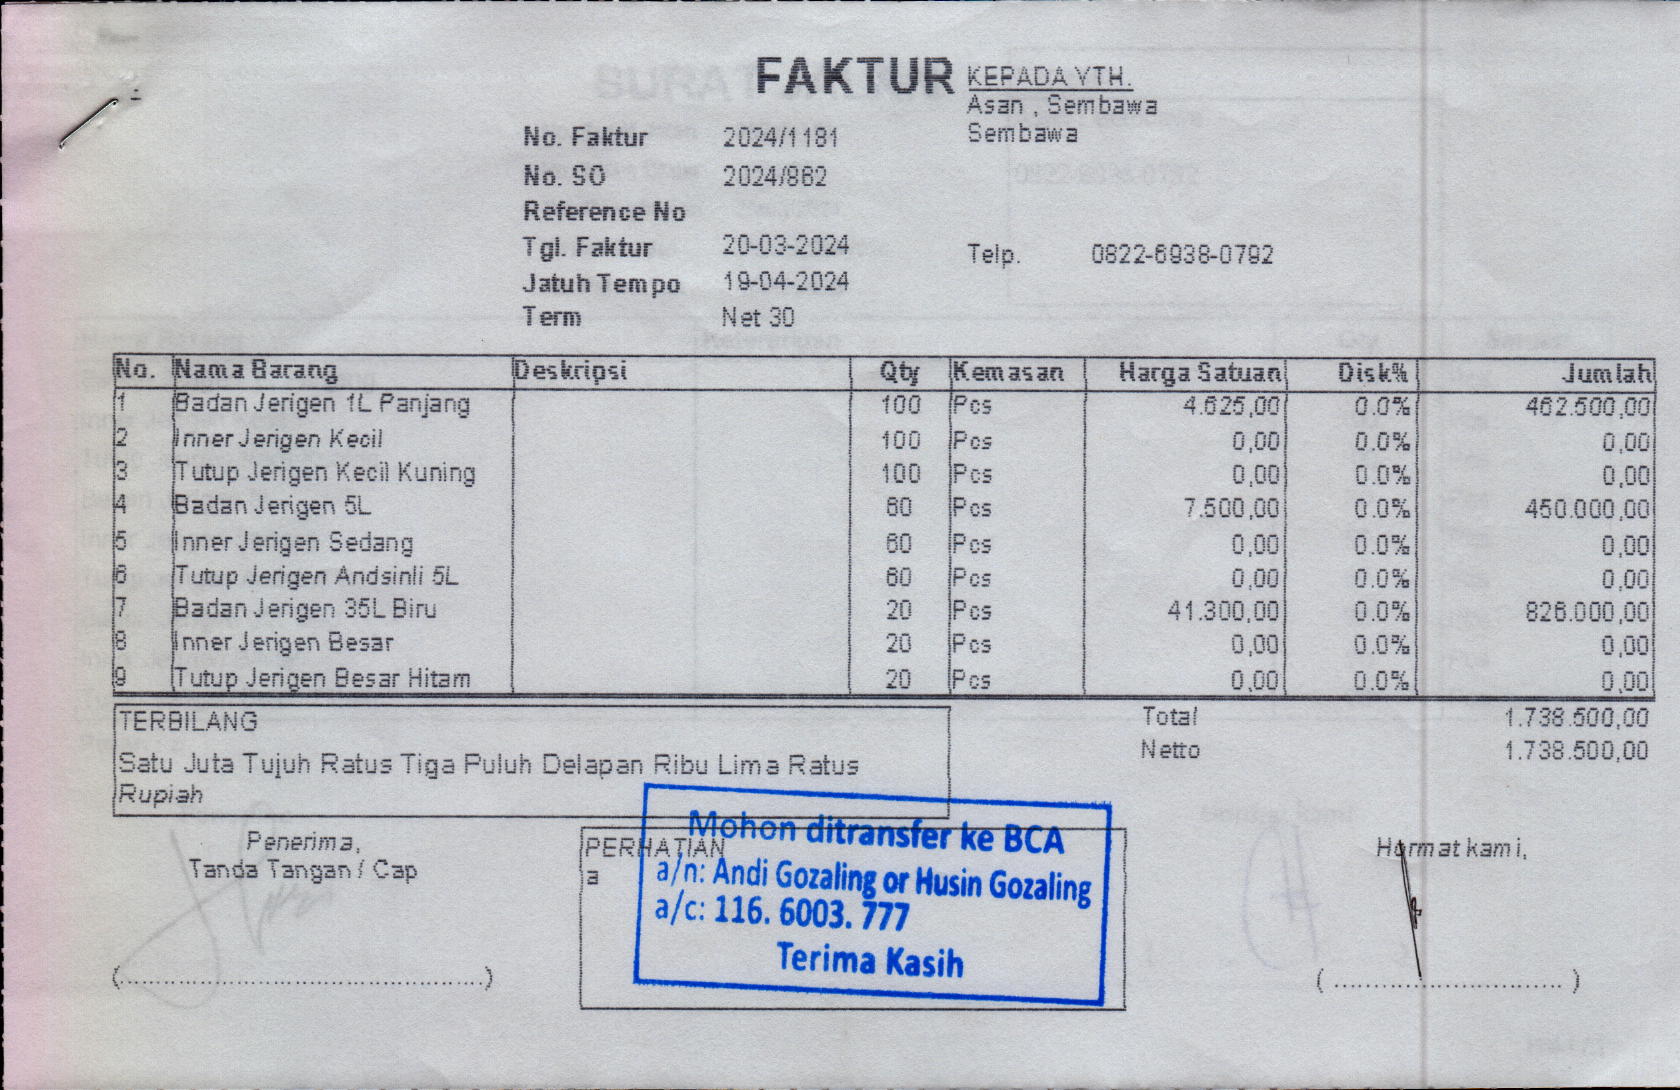 FAKTUR
KEPADA YTH.
Asan , Sembawa
Sembawa
No. Faktur 2024/1181
No. SO 2024/862
Reference No
Tgl. Faktur 20-03-2024
Telp. 0822-6938-0792
Jatuh Tempo 19-04-2024
Term Net 30
No. Nama Barang Deskripsi Qty Kemasan Harga Satuan Disk% Jumlah
1 Badan Jerigen 1L Panjang 100 Pcs 4.625,00 0.0% 462.500,00
2 Inner Jerigen Kecil 100 Pcs 0,00 0.0% 0,00
3 Tutup Jerigen Kecil Kuning 100 Pcs 0,00 0.0% 0,00
4 Badan Jerigen 5L 60 Pcs 7.500,00 0.0% 450.000,00
5 Inner Jerigen Sedang 60 Pcs 0,00 0.0% 0,00
6 Tutup Jerigen Andsinli 5L 60 Pcs 0,00 0.0% 0,00
7 Badan Jerigen 35L Biru 20 Pcs 41.300,00 0.0% 826.000,00
8 Inner Jerigen Besar 20 Pcs 0,00 0.0% 0,00
9 Tutup Jerigen Besar Hitam 20 Pcs 0,00 0.0% 0,00
TERBILANG
Satu Juta Tujuh Ratus Tiga Puluh Delapan Ribu Lima Ratus
Rupiah
Total 1.738.500,00
Netto 1.738.500,00
Penerima,
Tanda Tangan / Cap
PERHATIAN
a
Mohon ditransfer ke BCA
a/n: Andi Gozaling or Husin Gozaling
a/c: 116. 6003. 777
Terima Kasih
Hormat kami,
(..............................................)
( ............................. )